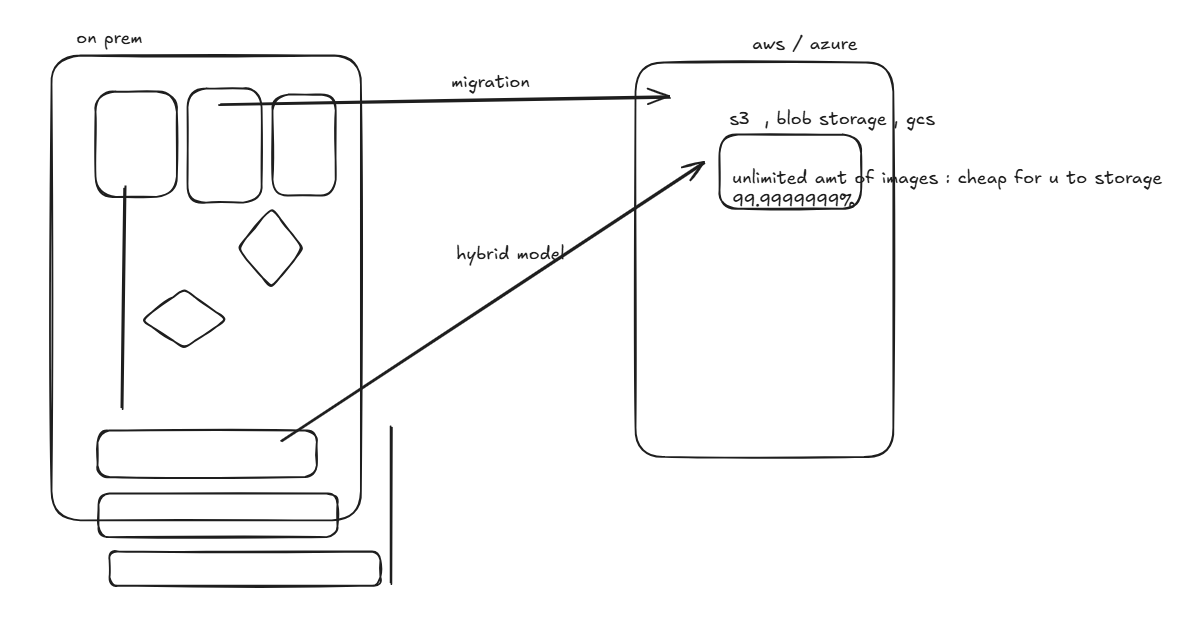 on prem
aws / azure
migration
s3 , blob storage , gcs
unlimited amt of images : cheap for u to storage
99.9999999%
hybrid model